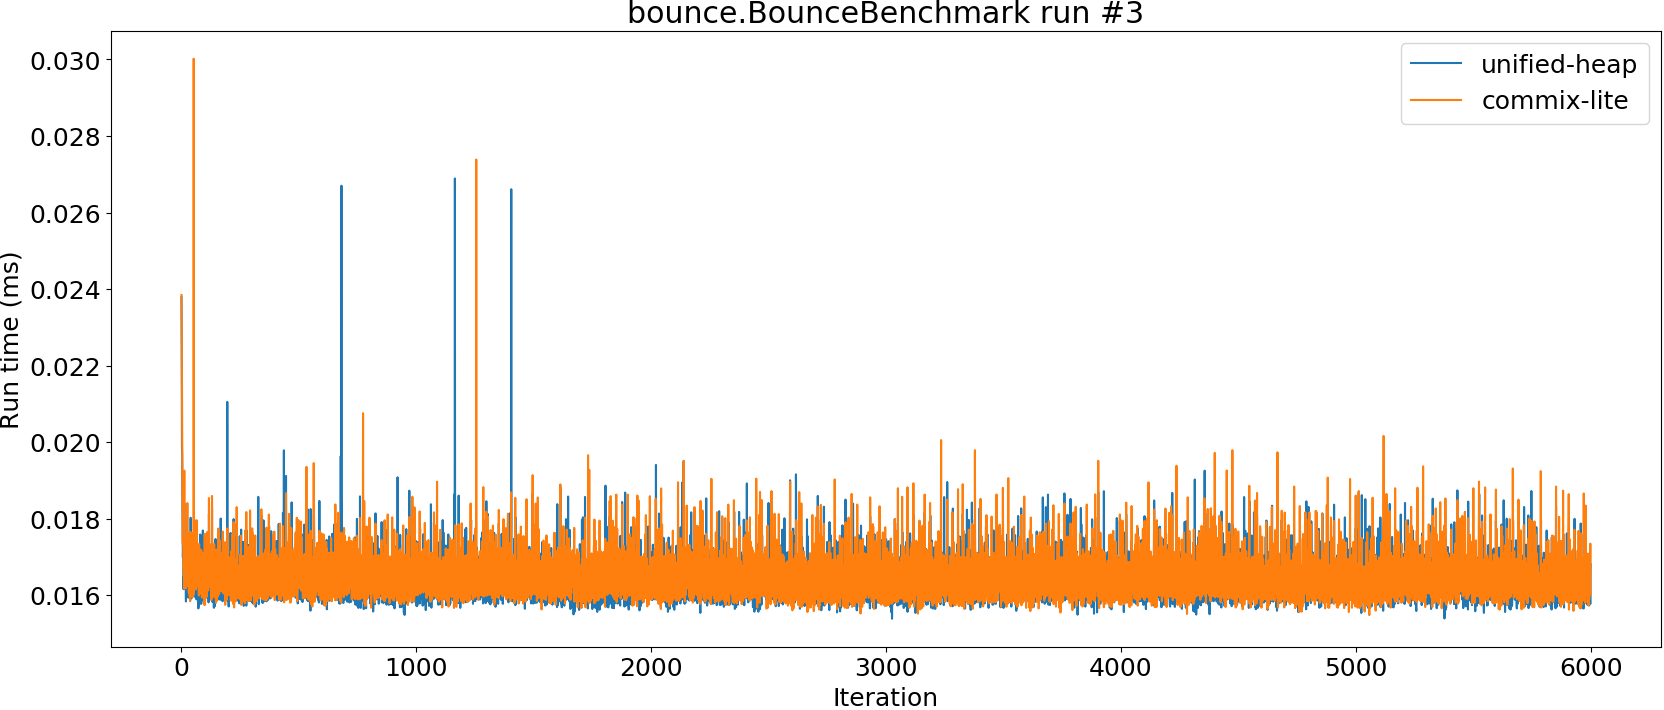 bounce.BounceBenchmark run #3
unified-heap
commix-lite
0.030
0.028
0.026
0.024
0.022
0.020
0.018
0.016
Run time (ms)
0 1000 2000 3000 4000 5000 6000
Iteration